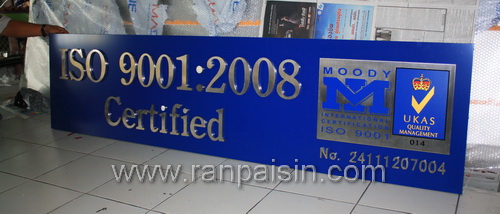 ISO 9001:2008
Certified
MOODY
M
INTERNATIONAL
CERTIFICATION
ISO 9001
UKAS
QUALITY
MANAGEMENT
014
No. 24111207004
www.ranpaisin.com